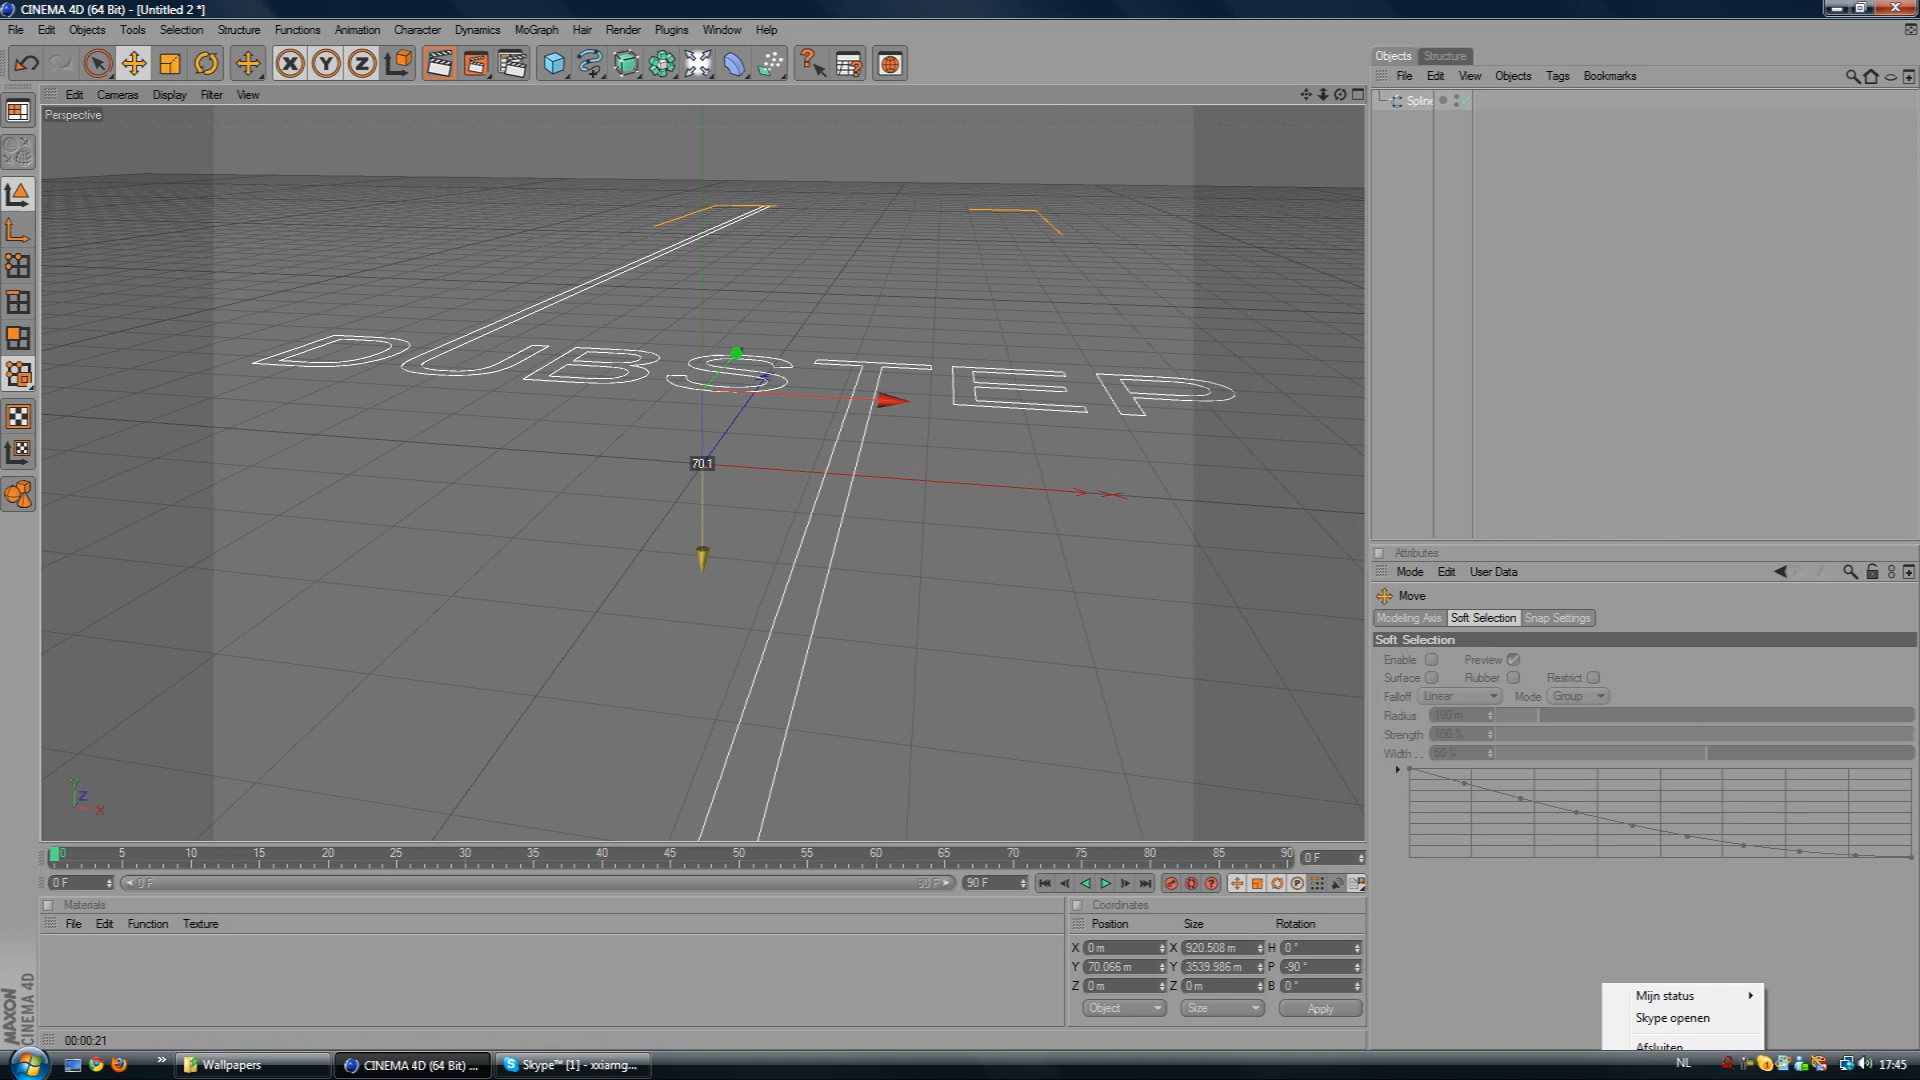 CINEMA 4D (64 Bit) - [Untitled 2 *]
File Edit Objects Tools Selection Structure Functions Animation Character Dynamics MoGraph Hair Render Plugins Window Help
Edit Cameras Display Filter View
Perspective
DUBSTEP
70.1
Y Z X
0 5 10 15 20 25 30 35 40 45 50 55 60 65 70 75 80 85 90 0 F
0 F 0 F 90 F 90 F
Materials
File Edit Function Texture
Coordinates
Position Size Rotation
X 0 m X 920.508 m H 0 °
Y 70.066 m Y 3539.986 m P -90 °
Z 0 m Z 0 m B 0 °
Object Size Apply
Objects Structure
File Edit View Objects Tags Bookmarks
Spline
Attributes
Mode Edit User Data
Move
Modeling Axis Soft Selection Snap Settings
Soft Selection
Enable Preview
Surface Rubber Restrict
Falloff Linear Mode Group
Radius 100 m
Strength 100 %
Width . . 50 %
Mijn status
Skype openen
Afsluiten
MAXON
CINEMA 4D
00:00:21
Wallpapers CINEMA 4D (64 Bit) ... Skype™ [1] - xxiamg...
NL 17:45